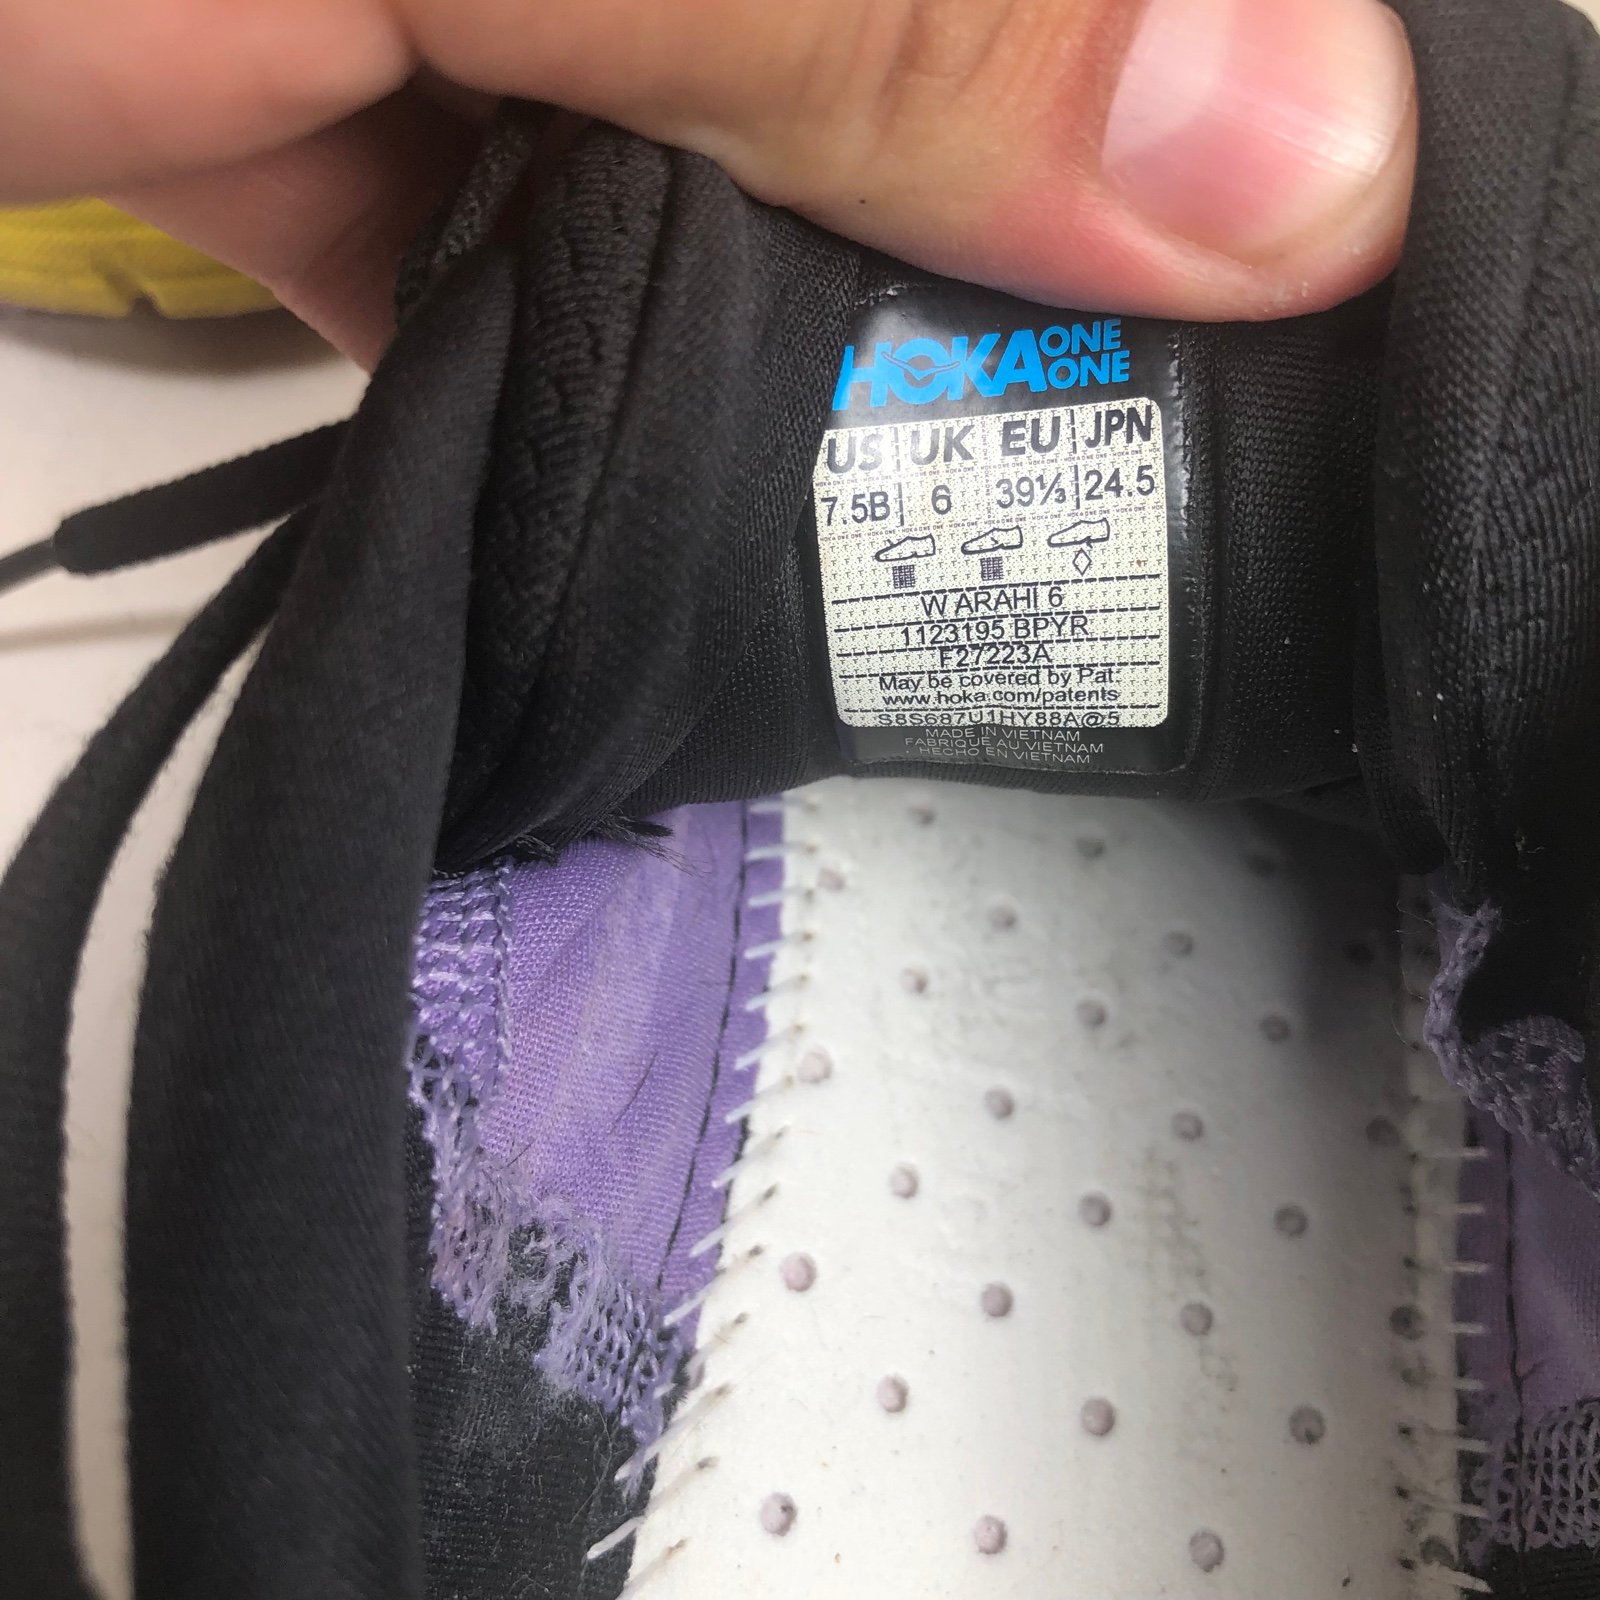 HOKA ONE ONE
US UK EU JPN
7.5B 6 39⅓ 24.5
W ARAHI 6
1123195 BPYR
F27223A
May be covered by Pat.
www.hoka.com/patents
S8S687U1HY88A@5
MADE IN VIETNAM
FABRIQUÉ AU VIETNAM
HECHO EN VIETNAM